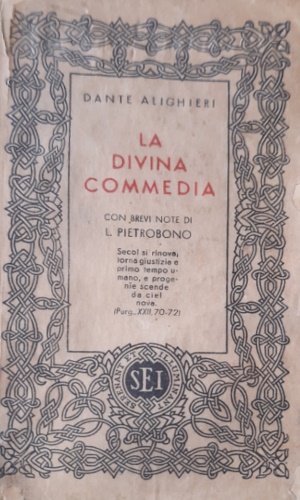 DANTE ALIGHIERI
LA
DIVINA
COMMEDIA
CON BREVI NOTE DI
L. PIETROBONO
Secol si rinova,
torna giustizia e
primo tempo u-
mano, e proge-
nie scende
da ciel
nova.
(Purg., XXII, 70-72)
SEI